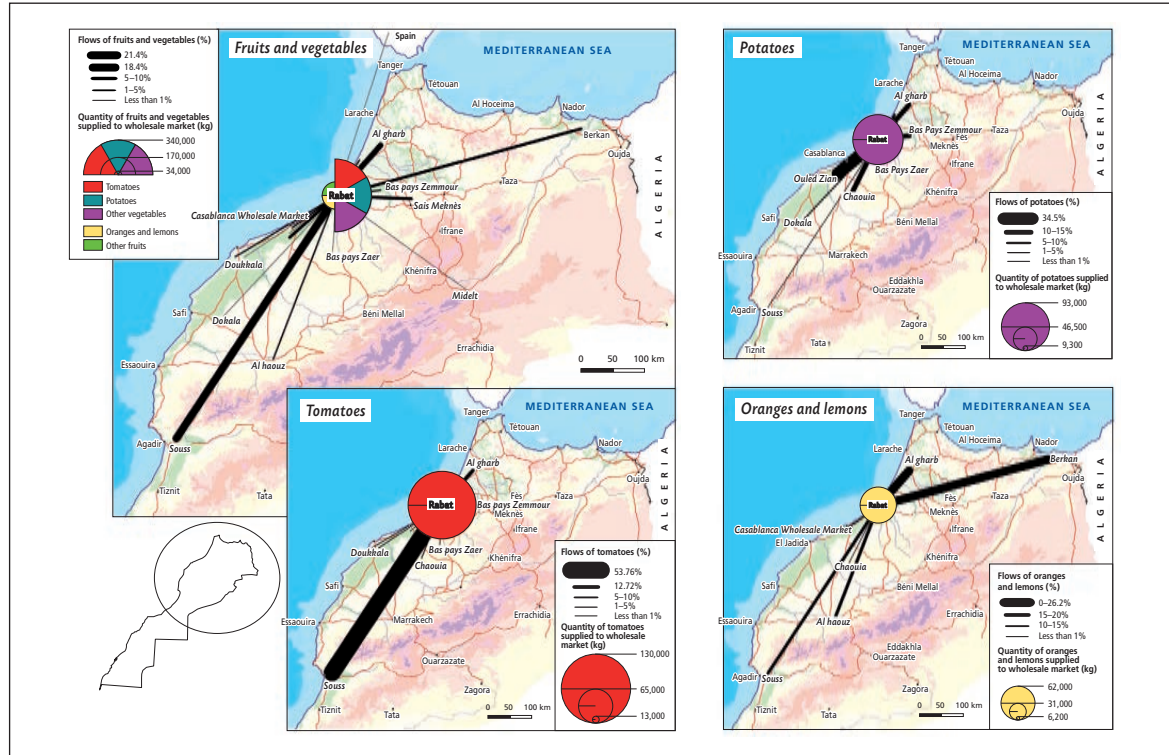 Fruits and vegetables
Flows of fruits and vegetables (%)
21.4%
18.4%
5–10%
1–5%
Less than 1%
Quantity of fruits and vegetables
supplied to wholesale market (kg)
340,000
170,000
34,000
Tomatoes
Potatoes
Other vegetables
Oranges and lemons
Other fruits
Spain
MEDITERRANEAN SEA
Tanger
Tétouan
Al Hoceima
Nador
Larache
Al gharb
Berkan
Oujda
ALGERIA
Bas pays Zemmour
Taza
Rabat
Sais Meknès
Casablanca Wholesale Market
Ifrane
Bas pays Zaer
Doukkala
Khénifra
Midelt
Safi
Dokala
Béni Mellal
Errachidia
Essaouira
Al haouz
0 50 100 km
Agadir
Souss
Tiznit
Tata
Potatoes
MEDITERRANEAN SEA
Tanger
Tétouan
Larache
Al Hoceima
Nador
Al gharb
Oujda
ALGERIA
Bas Pays Zemmour
Taza
Rabat
Fès
Casablanca
Meknès
Ifrane
Bas Pays Zaer
Ouled Zian
Khénifra
Chaouia
Safi
Dokala
Béni Mellal
Essaouira
Marrakech
Eddakhla
Ouarzazate
Agadir
Souss
Zagora
Tiznit
Tata
0 50 100 km
Flows of potatoes (%)
34.5%
10–15%
5–10%
1–5%
Less than 1%
Quantity of potatoes supplied
to wholesale market (kg)
93,000
46,500
9,300
Tomatoes
MEDITERRANEAN SEA
Tanger
Tétouan
Al Hoceima
Nador
Larache
Al gharb
Oujda
ALGERIA
Fès
Taza
Rabat
Bas pays Zemmour
Meknès
Ifrane
Doukkala
Bas pays Zaer
Chaouia
Khénifra
Safi
Béni Mellal
Essaouira
Marrakech
Errachidia
Ouarzazate
Agadir
Souss
Zagora
Tiznit
Tata
0 50 100 km
Flows of tomatoes (%)
53.76%
12.72%
5–10%
1–5%
Less than 1%
Quantity of tomatoes
supplied to wholesale
market (kg)
130,000
65,000
13,000
Oranges and lemons
MEDITERRANEAN SEA
Tanger
Tétouan
Al Hoceima
Nador
Larache
Al gharb
Berkan
Oujda
ALGERIA
Fès
Taza
Rabat
Meknès
Casablanca Wholesale Market
Ifrane
El Jadida
Chaouia
Khénifra
Safi
Béni Mellal
Al haouz
Essaouira
Eddakhla
Ouarzazate
Agadir
Souss
Zagora
Tiznit
Tata
0 50 100 km
Flows of oranges
and lemons (%)
0–26.2%
15–20%
10–15%
Less than 1%
Quantity of oranges
and lemons supplied
to wholesale market (kg)
62,000
31,000
6,200